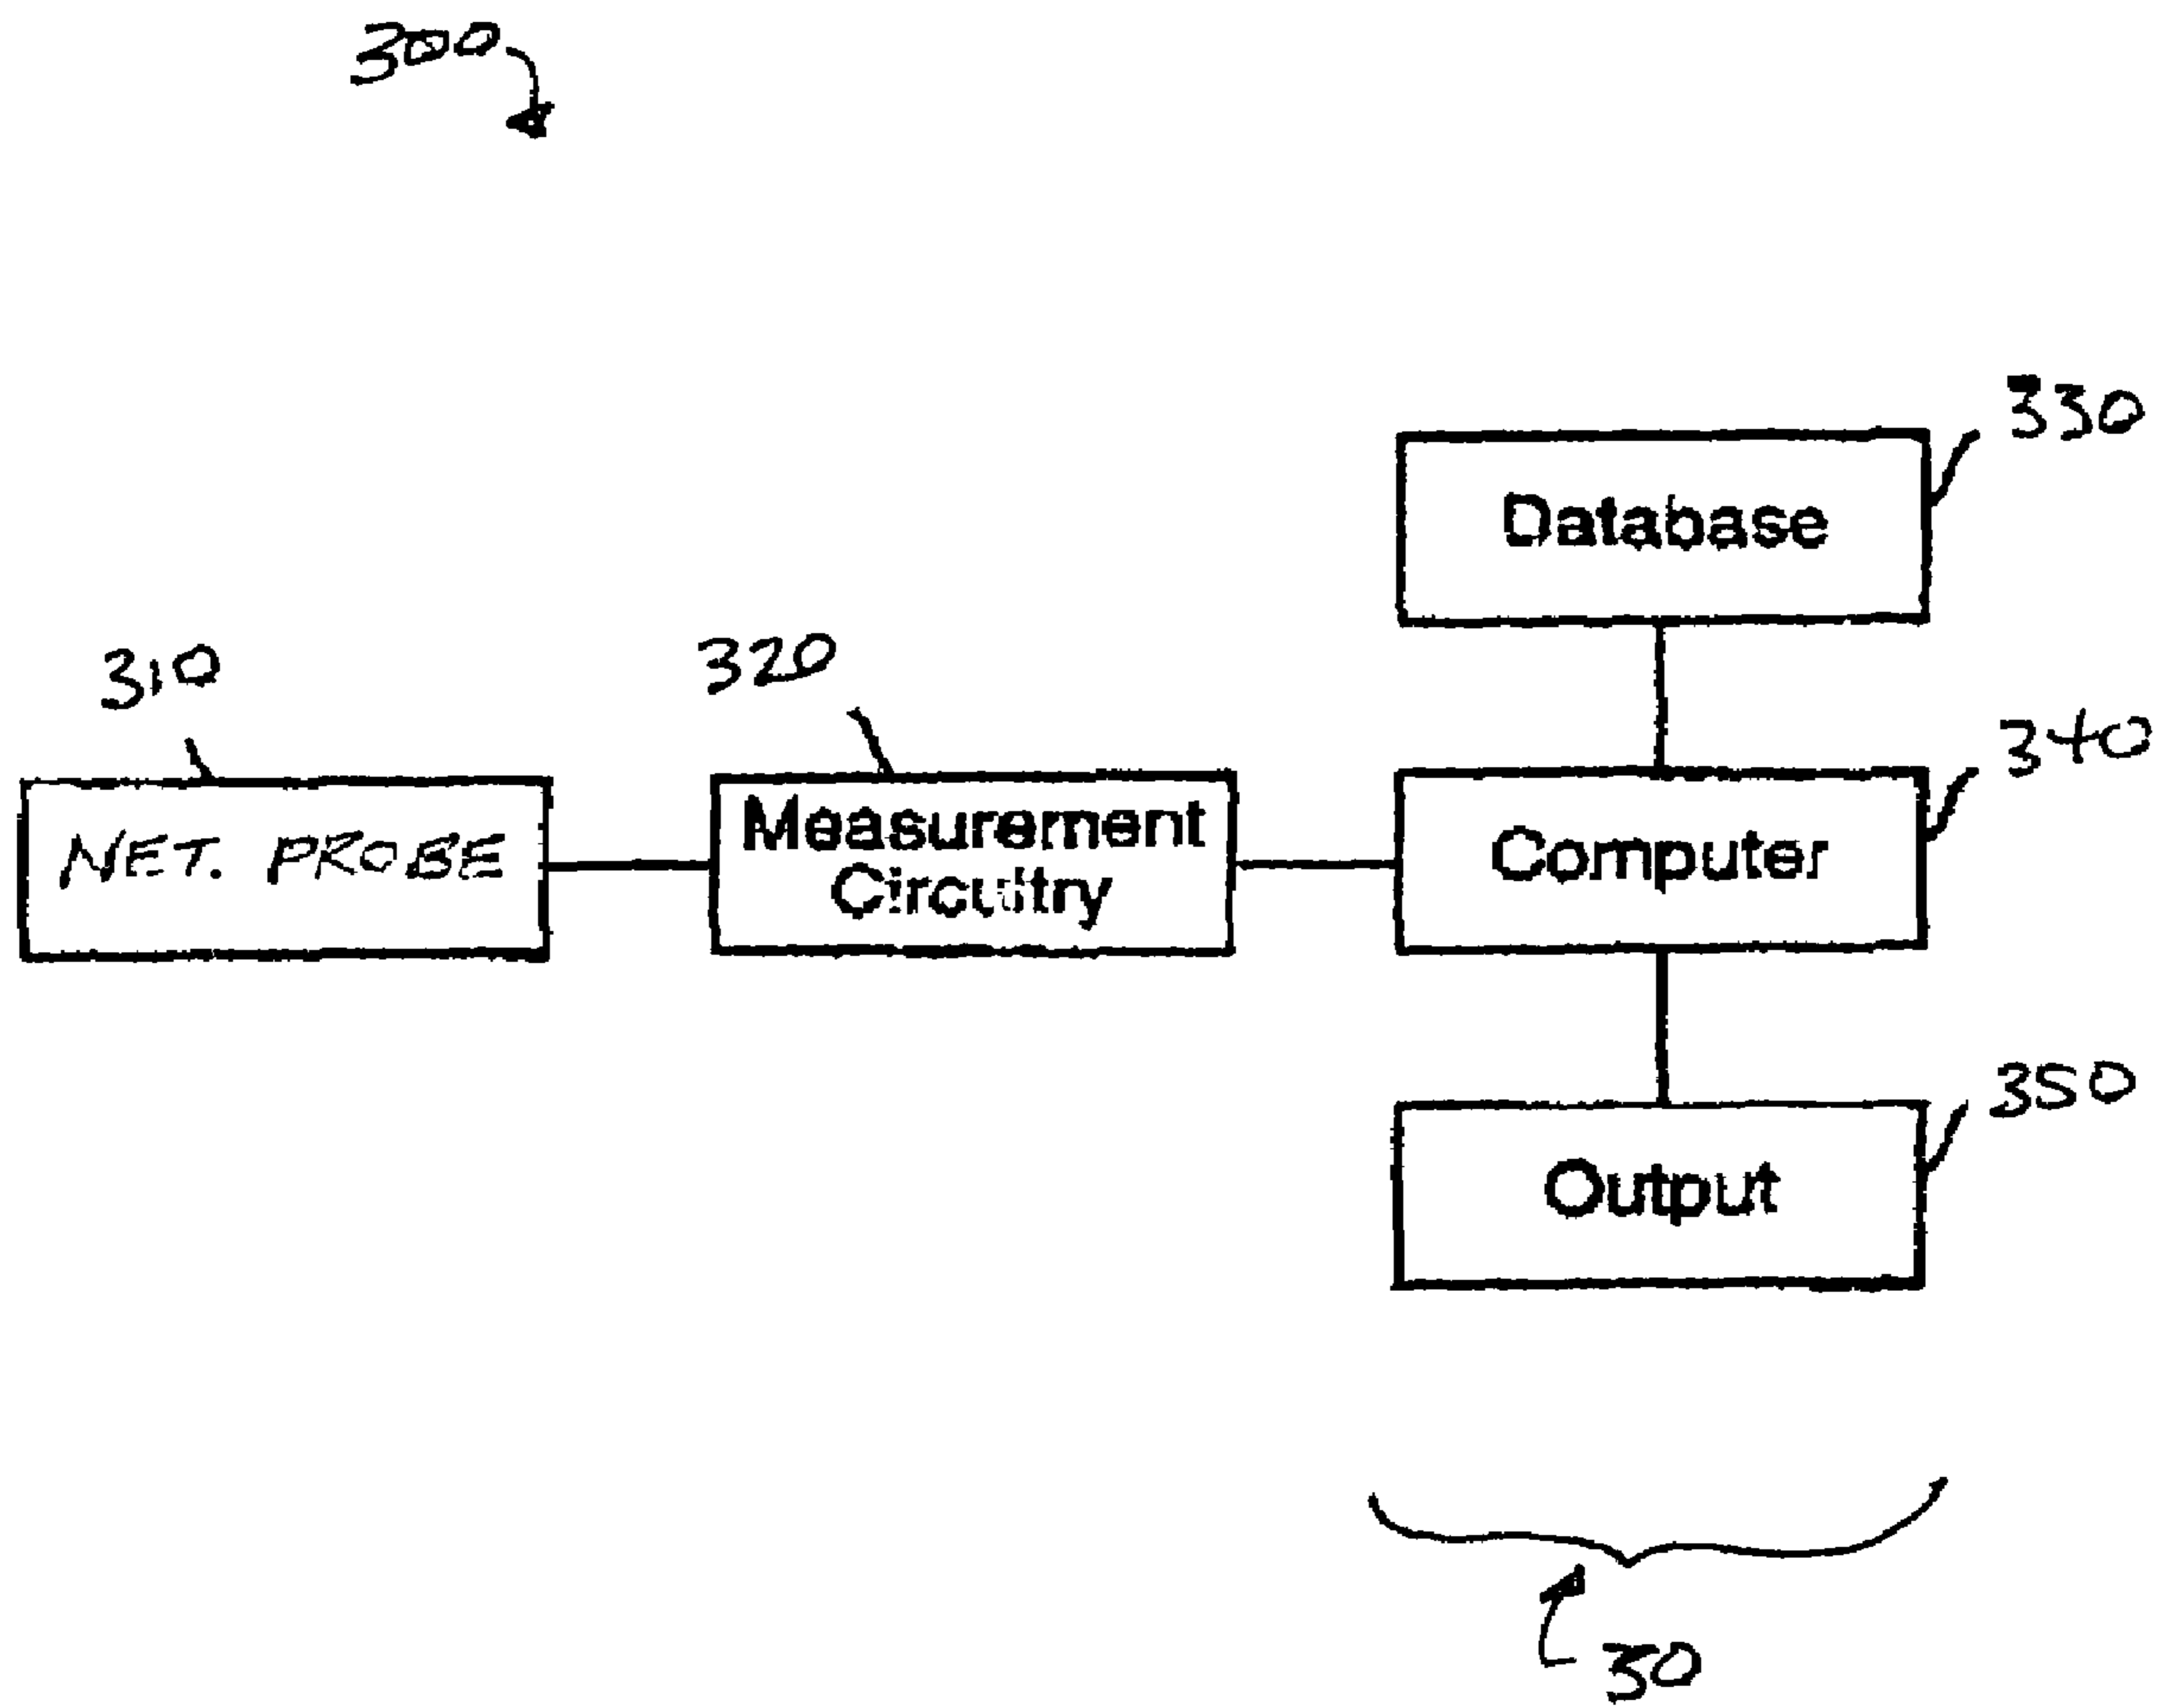 300
330
Database
310
320
340
NET. PROBE
Measurement
Circuitry
Computer
350
Output
30